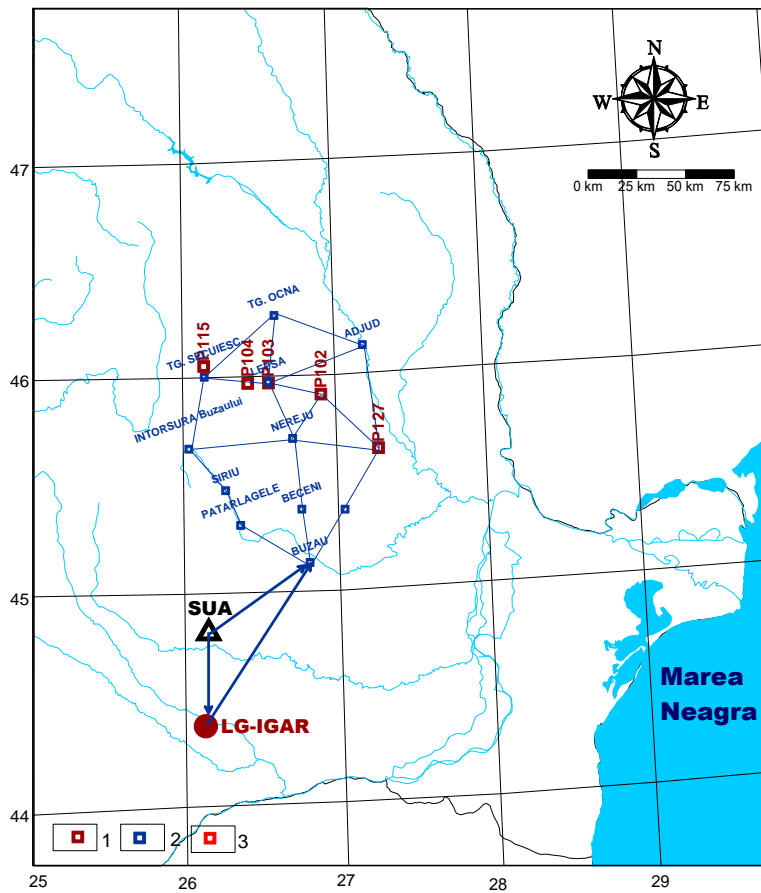 N
W E
S
0 km 25 km 50 km 75 km
47
TG. OCNA
ADJUD
TG. SECUIESC
P104
P103
P102
LEPSA
46
P127
INTORSURA Buzaului
NEREJU
SIRIU
PATARLAGELE
BECENI
BUZAU
45
SUA
Marea
Neagra
LG-IGAR
44
1 2 3
25 26 27 28 29